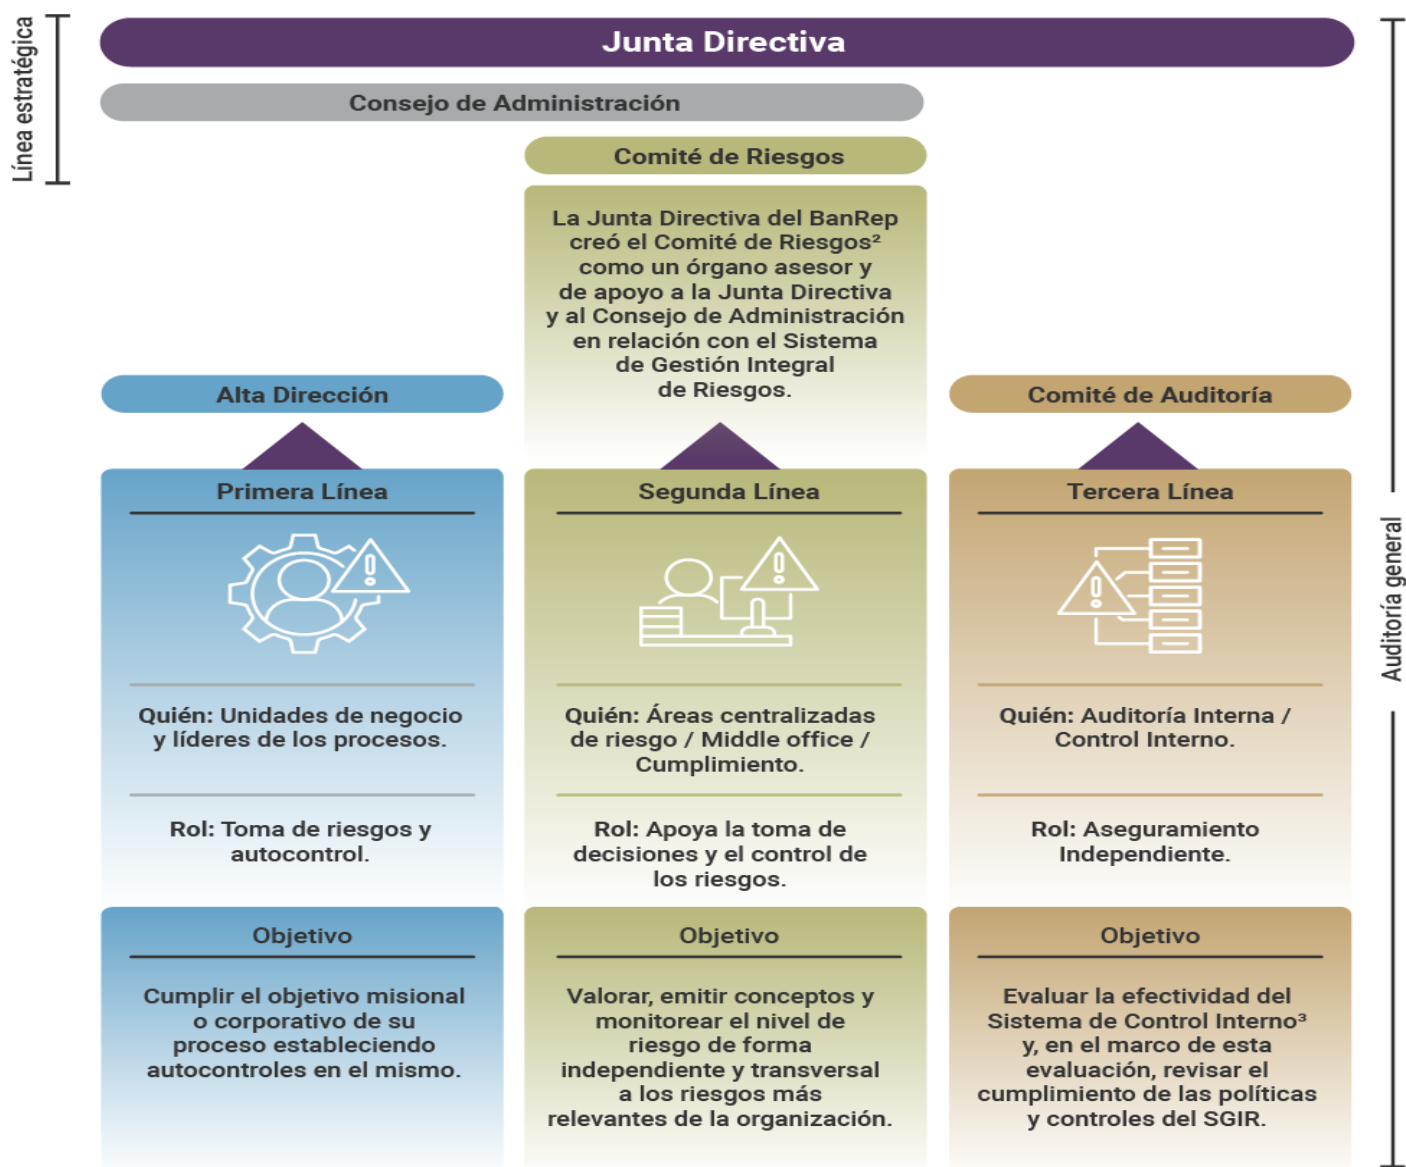 Línea estratégica
Junta Directiva
Consejo de Administración
Comité de Riesgos
La Junta Directiva del BanRep
creó el Comité de Riesgos²
como un órgano asesor y
de apoyo a la Junta Directiva
y al Consejo de Administración
en relación con el Sistema
de Gestión Integral
de Riesgos.
Alta Dirección
Primera Línea
Quién: Unidades de negocio
y líderes de los procesos.
Rol: Toma de riesgos y
autocontrol.
Objetivo
Cumplir el objetivo misional
o corporativo de su
proceso estableciendo
autocontroles en el mismo.
Segunda Línea
Quién: Áreas centralizadas
de riesgo / Middle office /
Cumplimiento.
Rol: Apoya la toma de
decisiones y el control de
los riesgos.
Objetivo
Valorar, emitir conceptos y
monitorear el nivel de
riesgo de forma
independiente y transversal
a los riesgos más
relevantes de la organización.
Comité de Auditoría
Tercera Línea
Quién: Auditoría Interna /
Control Interno.
Rol: Aseguramiento
Independiente.
Objetivo
Evaluar la efectividad del
Sistema de Control Interno³
y, en el marco de esta
evaluación, revisar el
cumplimiento de las políticas
y controles del SGIR.
Auditoría general